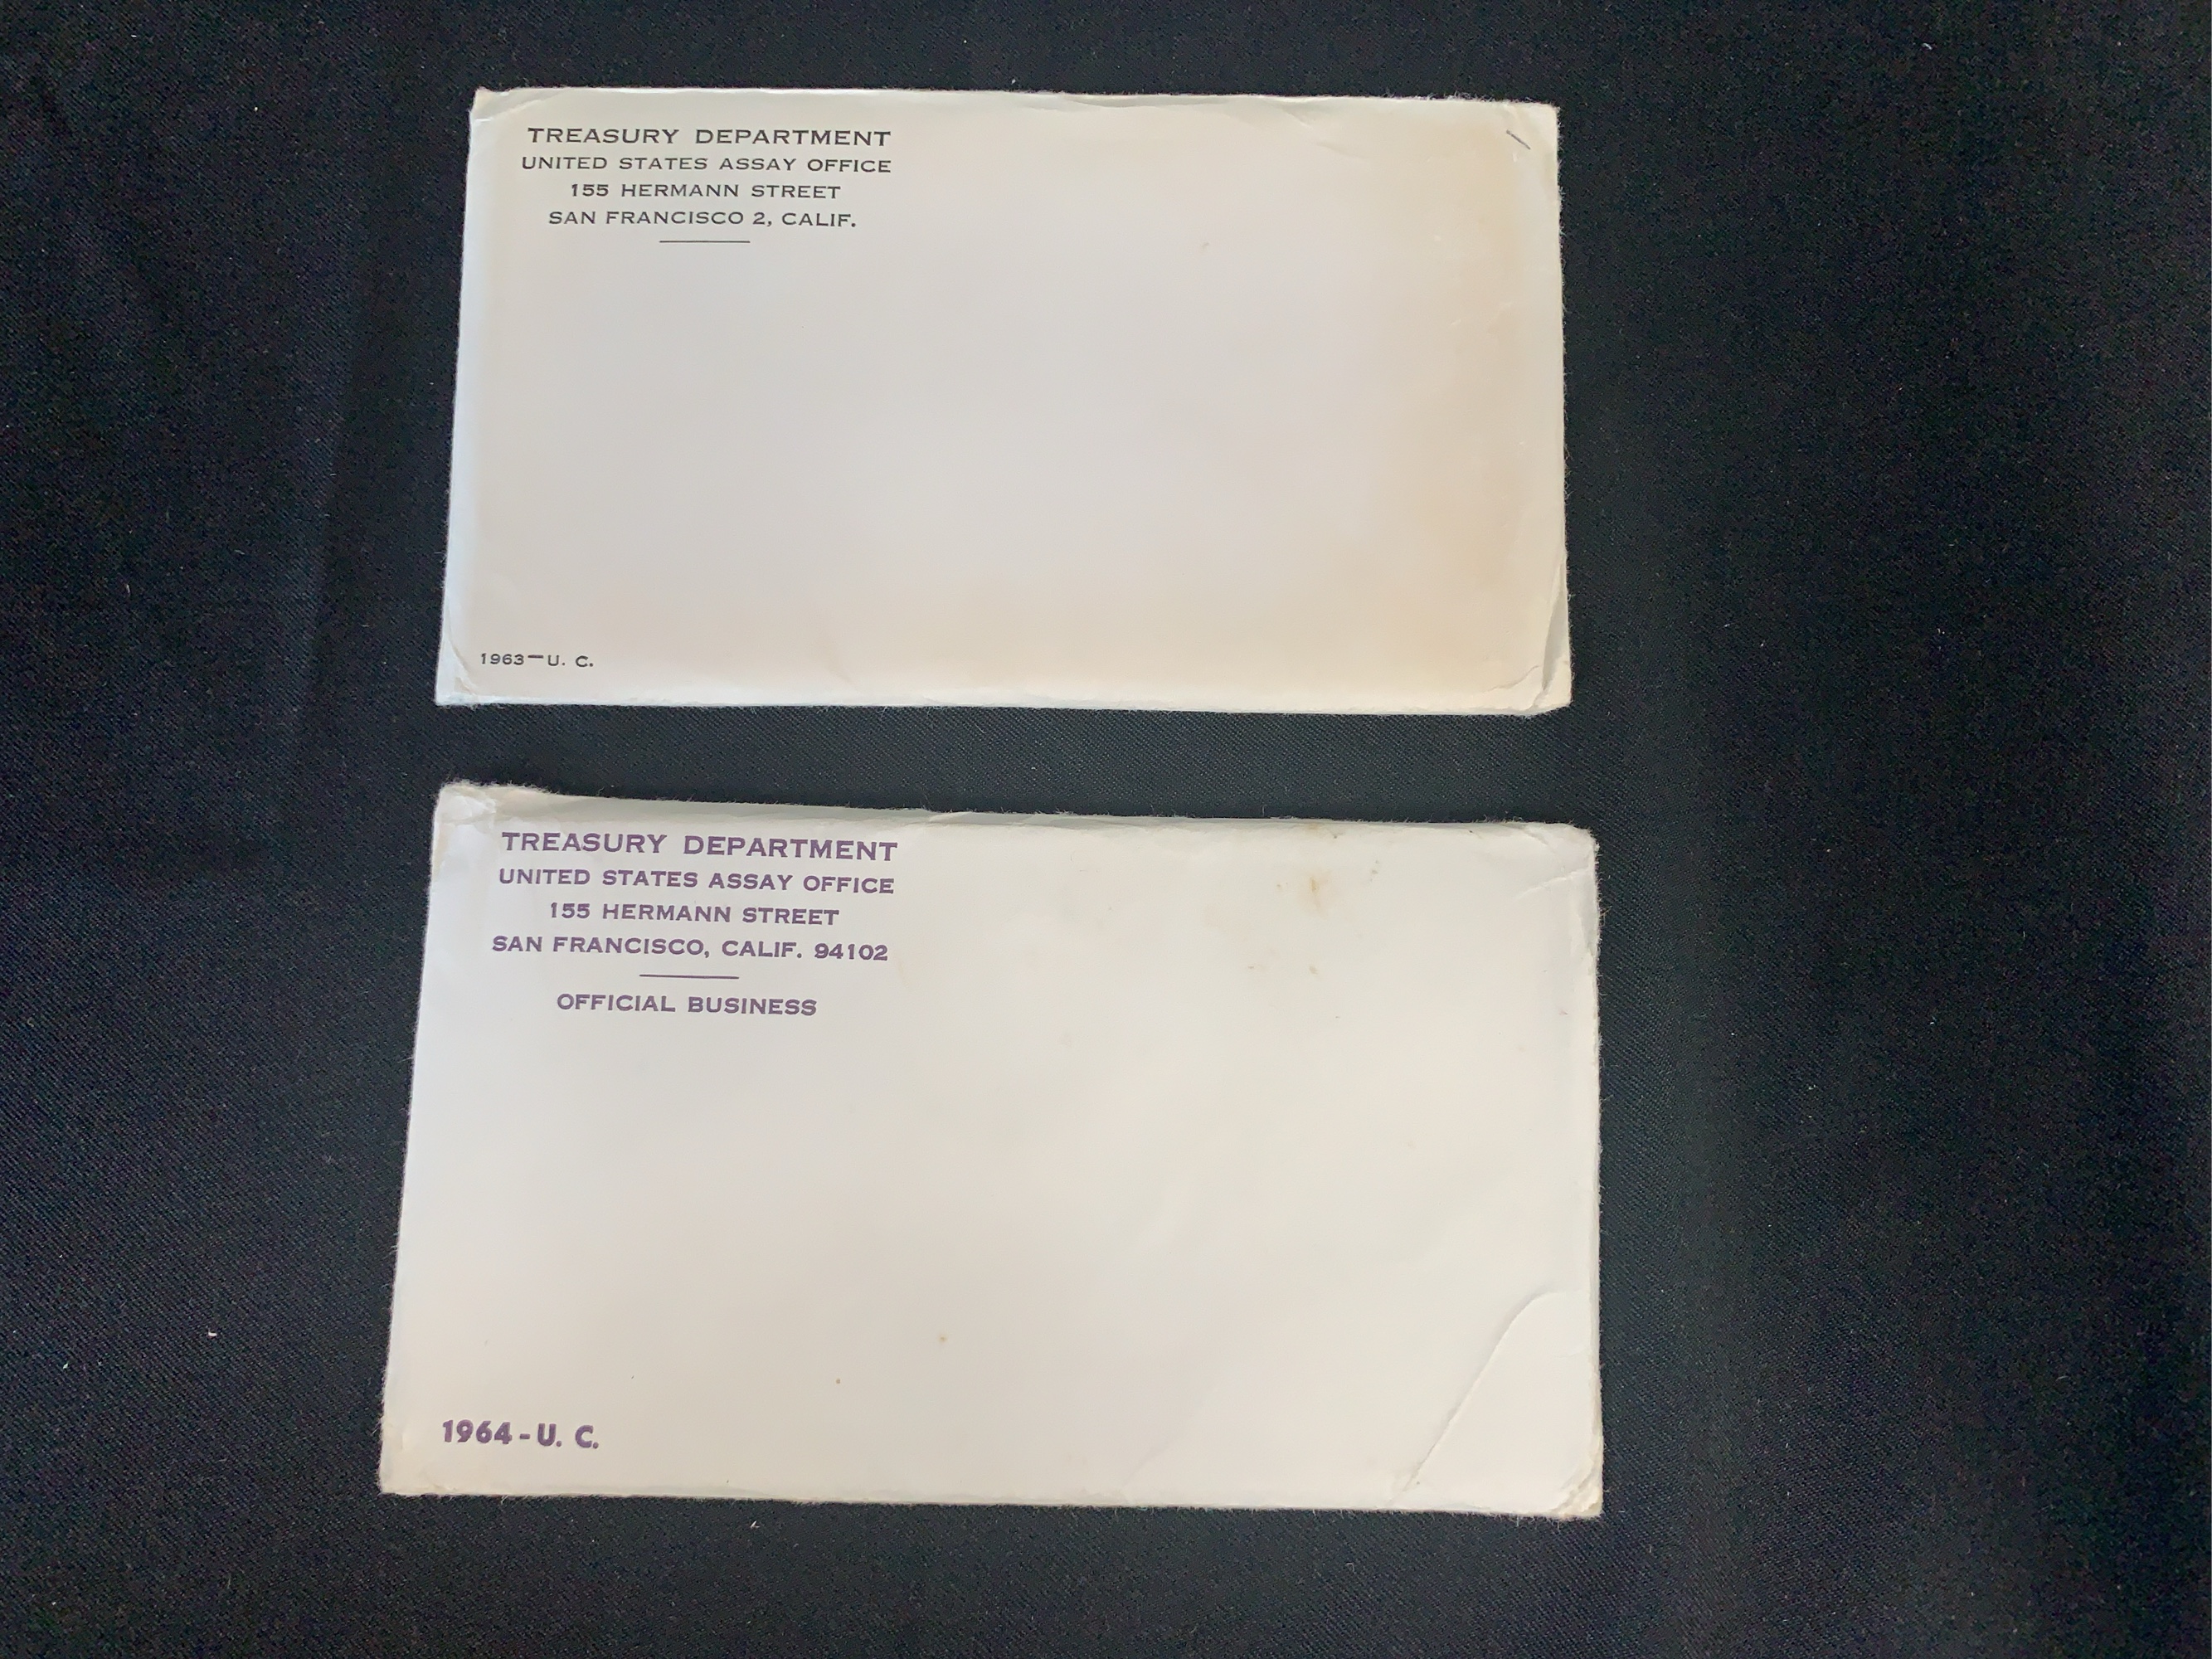 TREASURY DEPARTMENT
UNITED STATES ASSAY OFFICE
155 HERMANN STREET
SAN FRANCISCO 2, CALIF.
1963—U. C.
TREASURY DEPARTMENT
UNITED STATES ASSAY OFFICE
155 HERMANN STREET
SAN FRANCISCO, CALIF. 94102
OFFICIAL BUSINESS
1964-U. C.